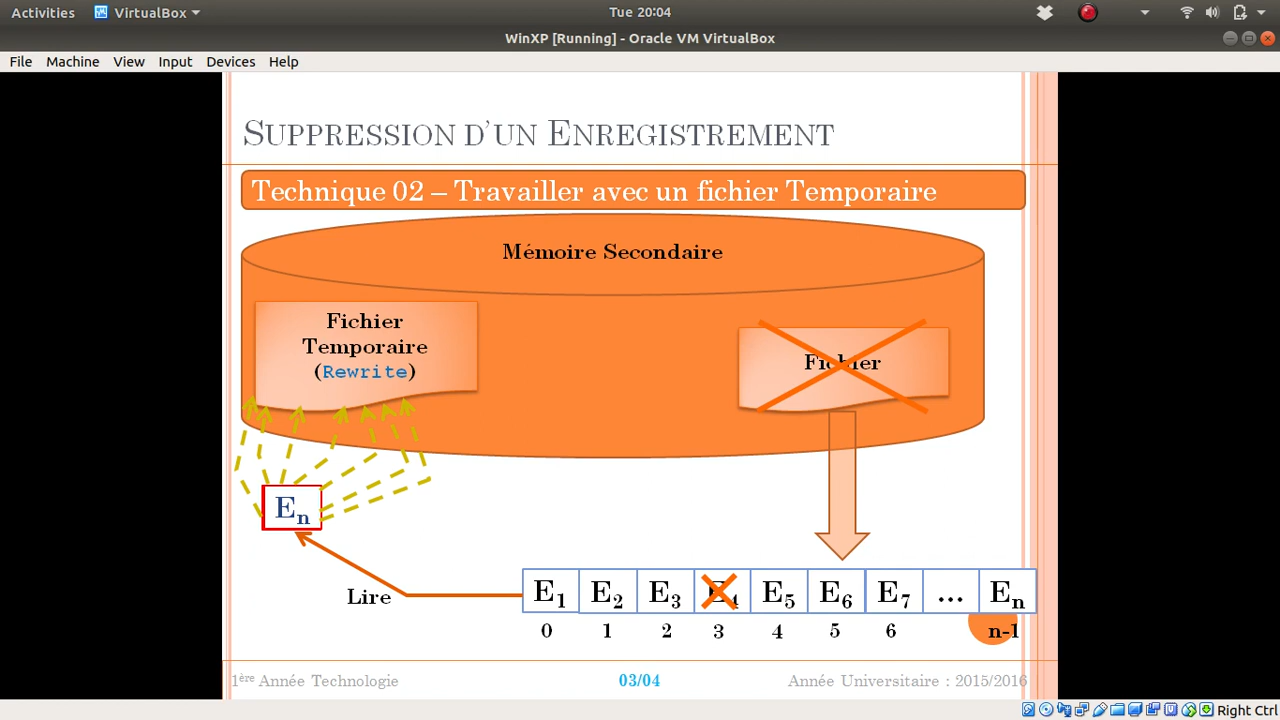 Activities VirtualBox Tue 20:04
WinXP [Running] - Oracle VM VirtualBox
File Machine View Input Devices Help
SUPPRESSION D'UN ENREGISTREMENT
Technique 02 – Travailler avec un fichier Temporaire
Mémoire Secondaire
Fichier
Temporaire
(Rewrite)
Fichier
En
Lire
E1 E2 E3 E4 E5 E6 E7 ... En
0 1 2 3 4 5 6 n-1
1ère Année Technologie 03/04 Année Universitaire : 2015/2016
Right Ctrl